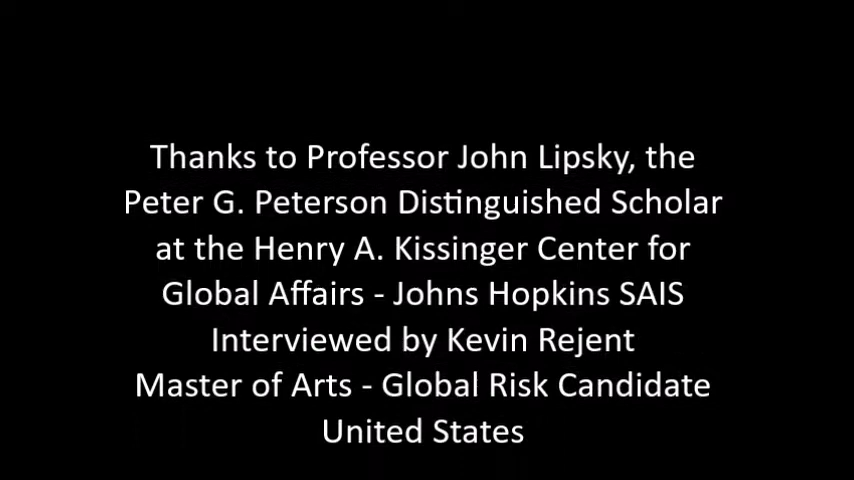 Thanks to Professor John Lipsky, the
Peter G. Peterson Distinguished Scholar
at the Henry A. Kissinger Center for
Global Affairs - Johns Hopkins SAIS
Interviewed by Kevin Rejent
Master of Arts - Global Risk Candidate
United States